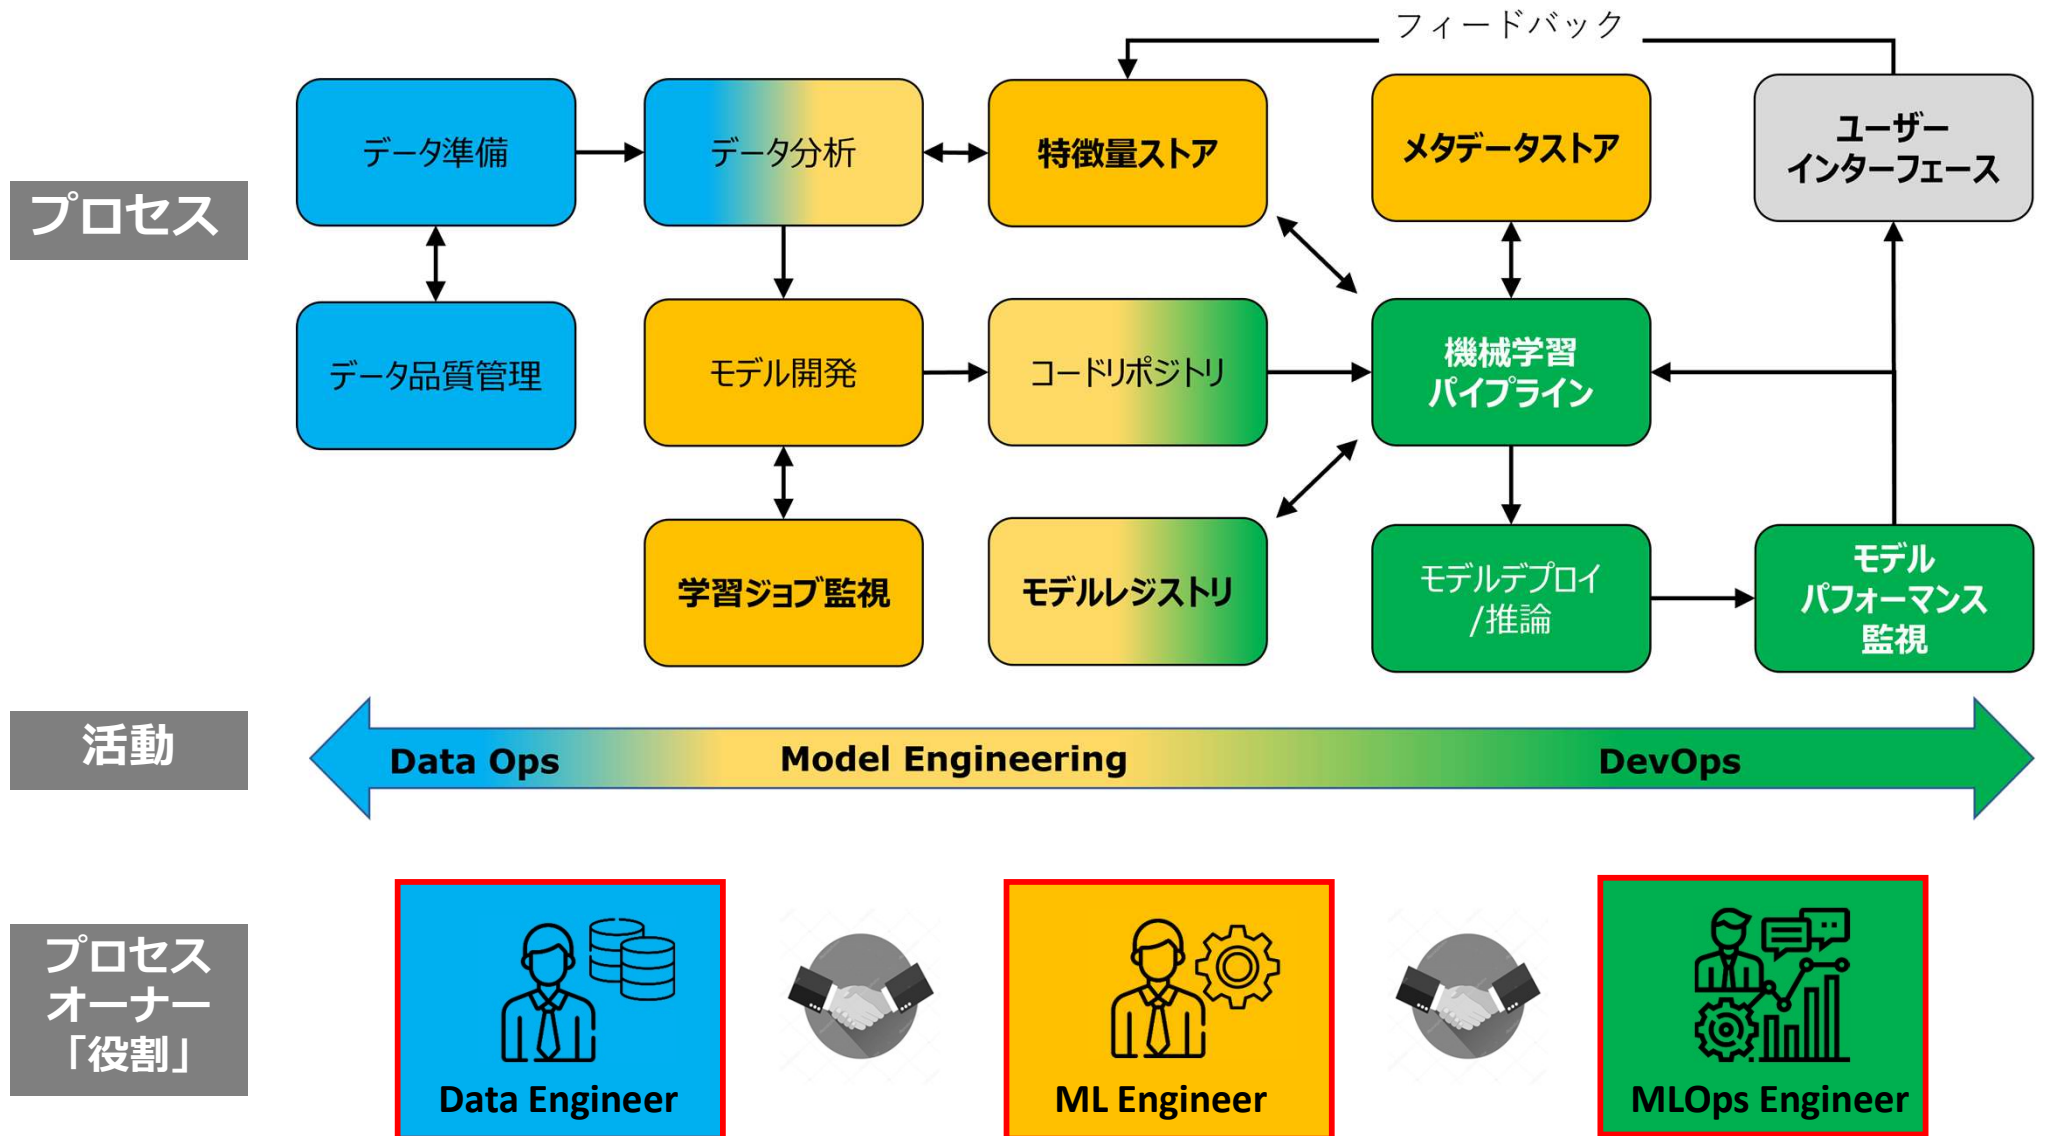 フィードバック
プロセス
データ準備
データ分析
特徴量ストア
メタデータストア
ユーザー
インターフェース
データ品質管理
モデル開発
コードリポジトリ
機械学習
パイプライン
学習ジョブ監視
モデルレジストリ
モデルデプロイ
/推論
モデル
パフォーマンス
監視
活動
Data Ops
Model Engineering
DevOps
プロセス
オーナー
「役割」
Data Engineer
ML Engineer
MLOps Engineer